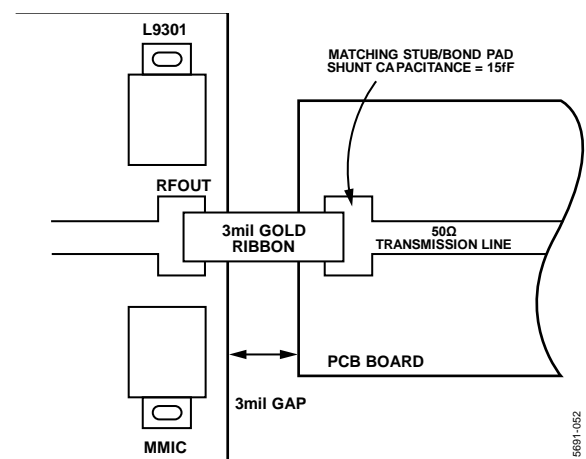 L9301
MATCHING STUB/BOND PAD
SHUNT CAPACITANCE = 15fF
RFOUT
3mil GOLD
RIBBON
50Ω
TRANSMISSION LINE
PCB BOARD
3mil GAP
MMIC
5691-052